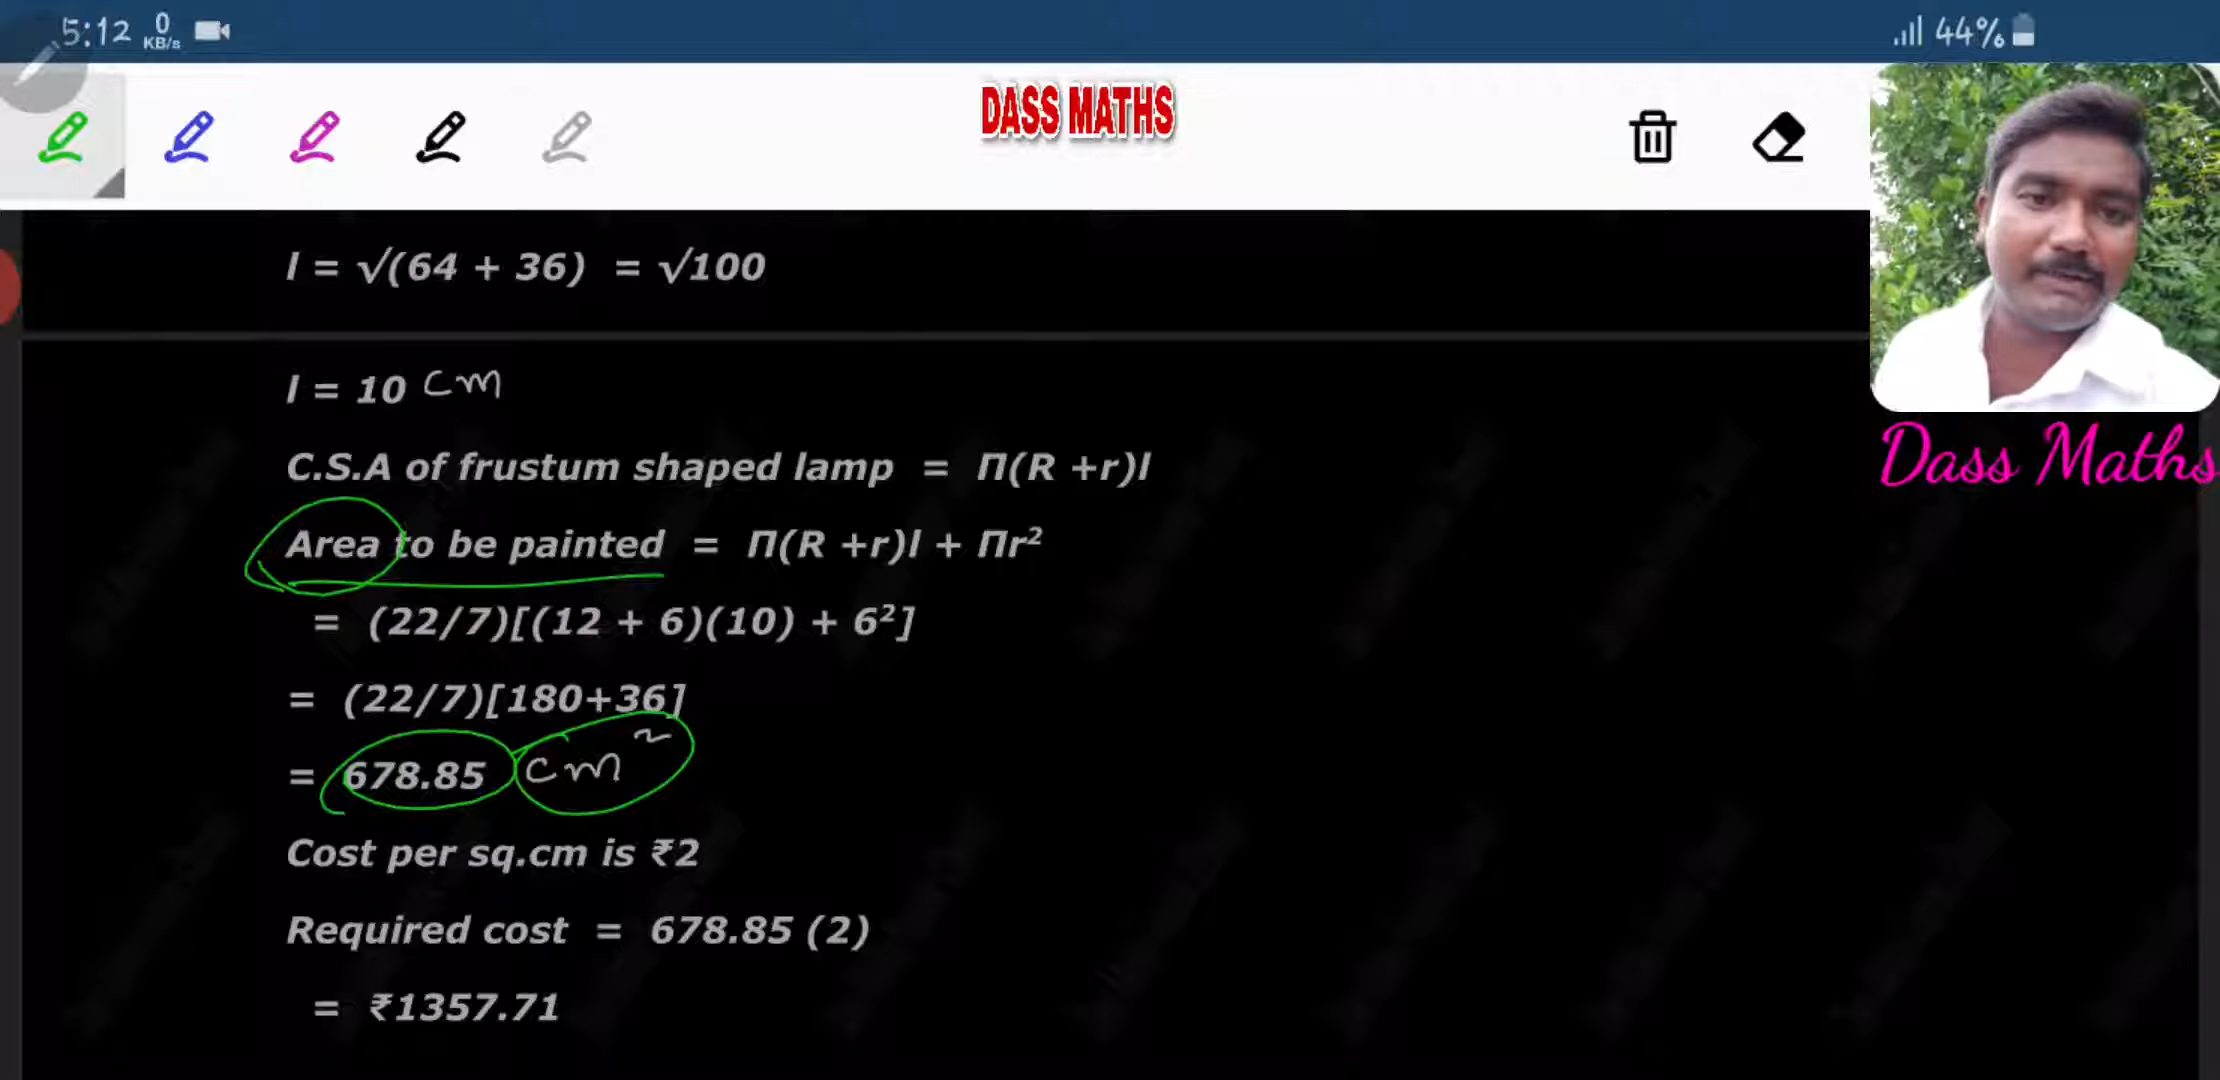 5:12 0 KB/s 44%
DASS MATHS
l = √(64 + 36) = √100
l = 10 cm
C.S.A of frustum shaped lamp = Π(R +r)l
Area to be painted = Π(R +r)l + Πr²
= (22/7)[(12 + 6)(10) + 6²]
= (22/7)[180+36]
= 678.85 cm²
Cost per sq.cm is ₹2
Required cost = 678.85 (2)
= ₹1357.71
Dass Maths